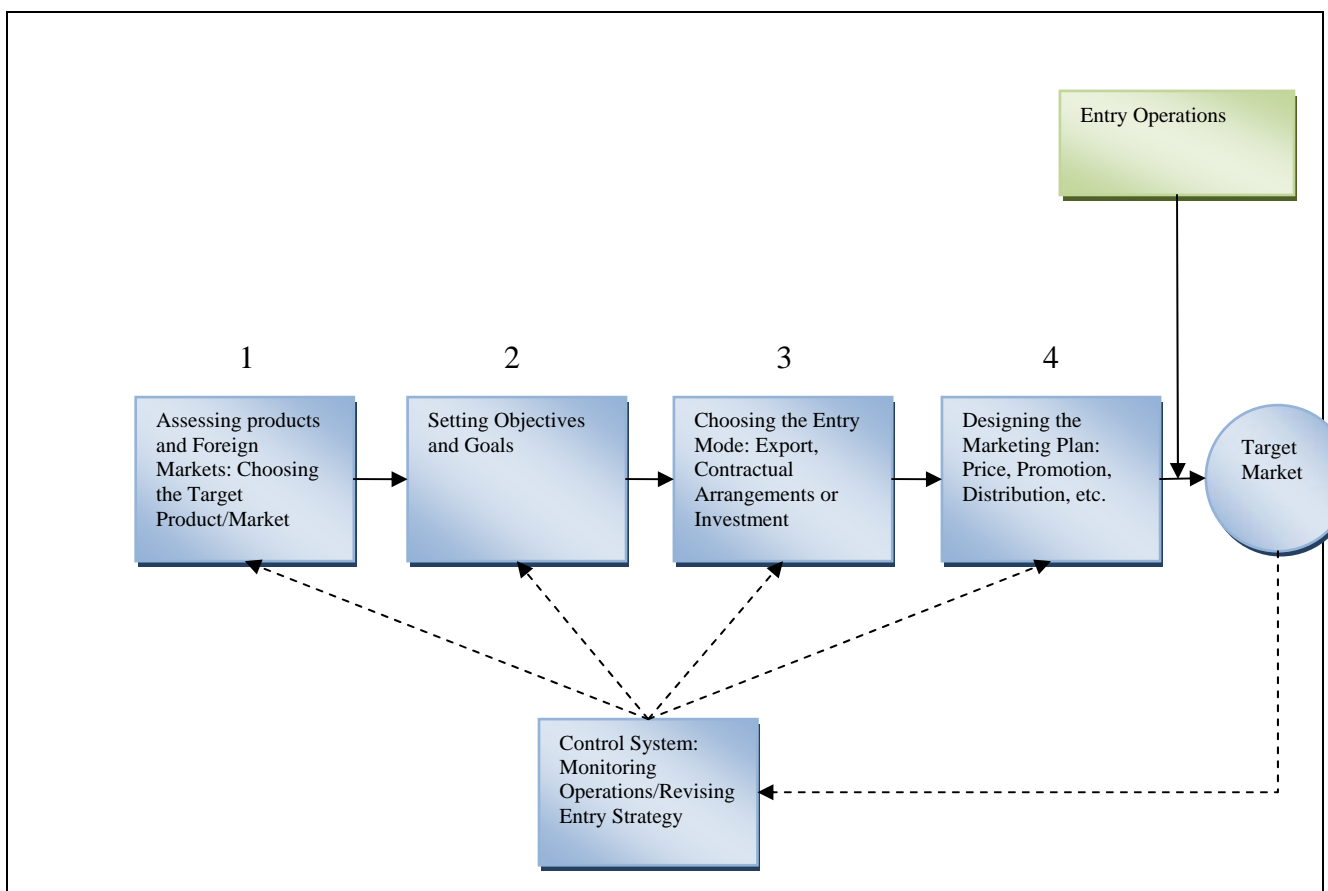 Entry Operations
1
2
3
4
Assessing products
and Foreign
Markets: Choosing
the Target
Product/Market
Setting Objectives
and Goals
Choosing the Entry
Mode: Export,
Contractual
Arrangements or
Investment
Designing the
Marketing Plan:
Price, Promotion,
Distribution, etc.
Target
Market
Control System:
Monitoring
Operations/Revising
Entry Strategy